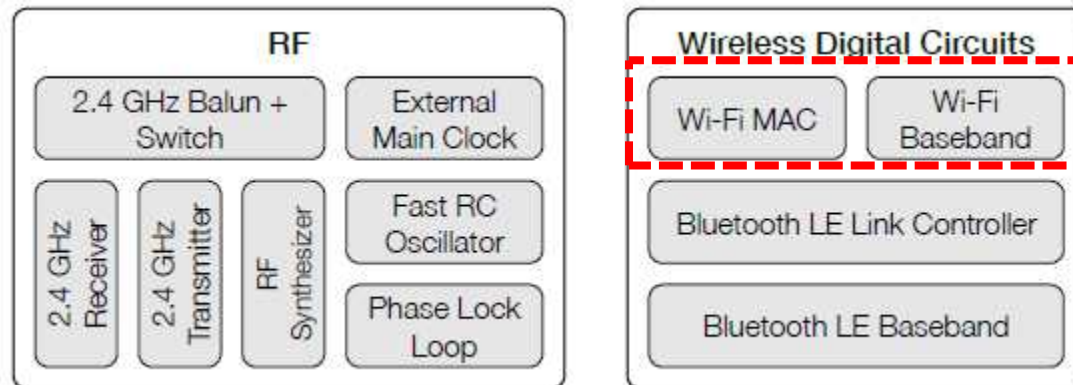 RF
2.4 GHz Balun +
Switch
External
Main Clock
2.4 GHz
Receiver
2.4 GHz
Transmitter
RF
Synthesizer
Fast RC
Oscillator
Phase Lock
Loop
Wireless Digital Circuits
Wi-Fi MAC
Wi-Fi
Baseband
Bluetooth LE Link Controller
Bluetooth LE Baseband